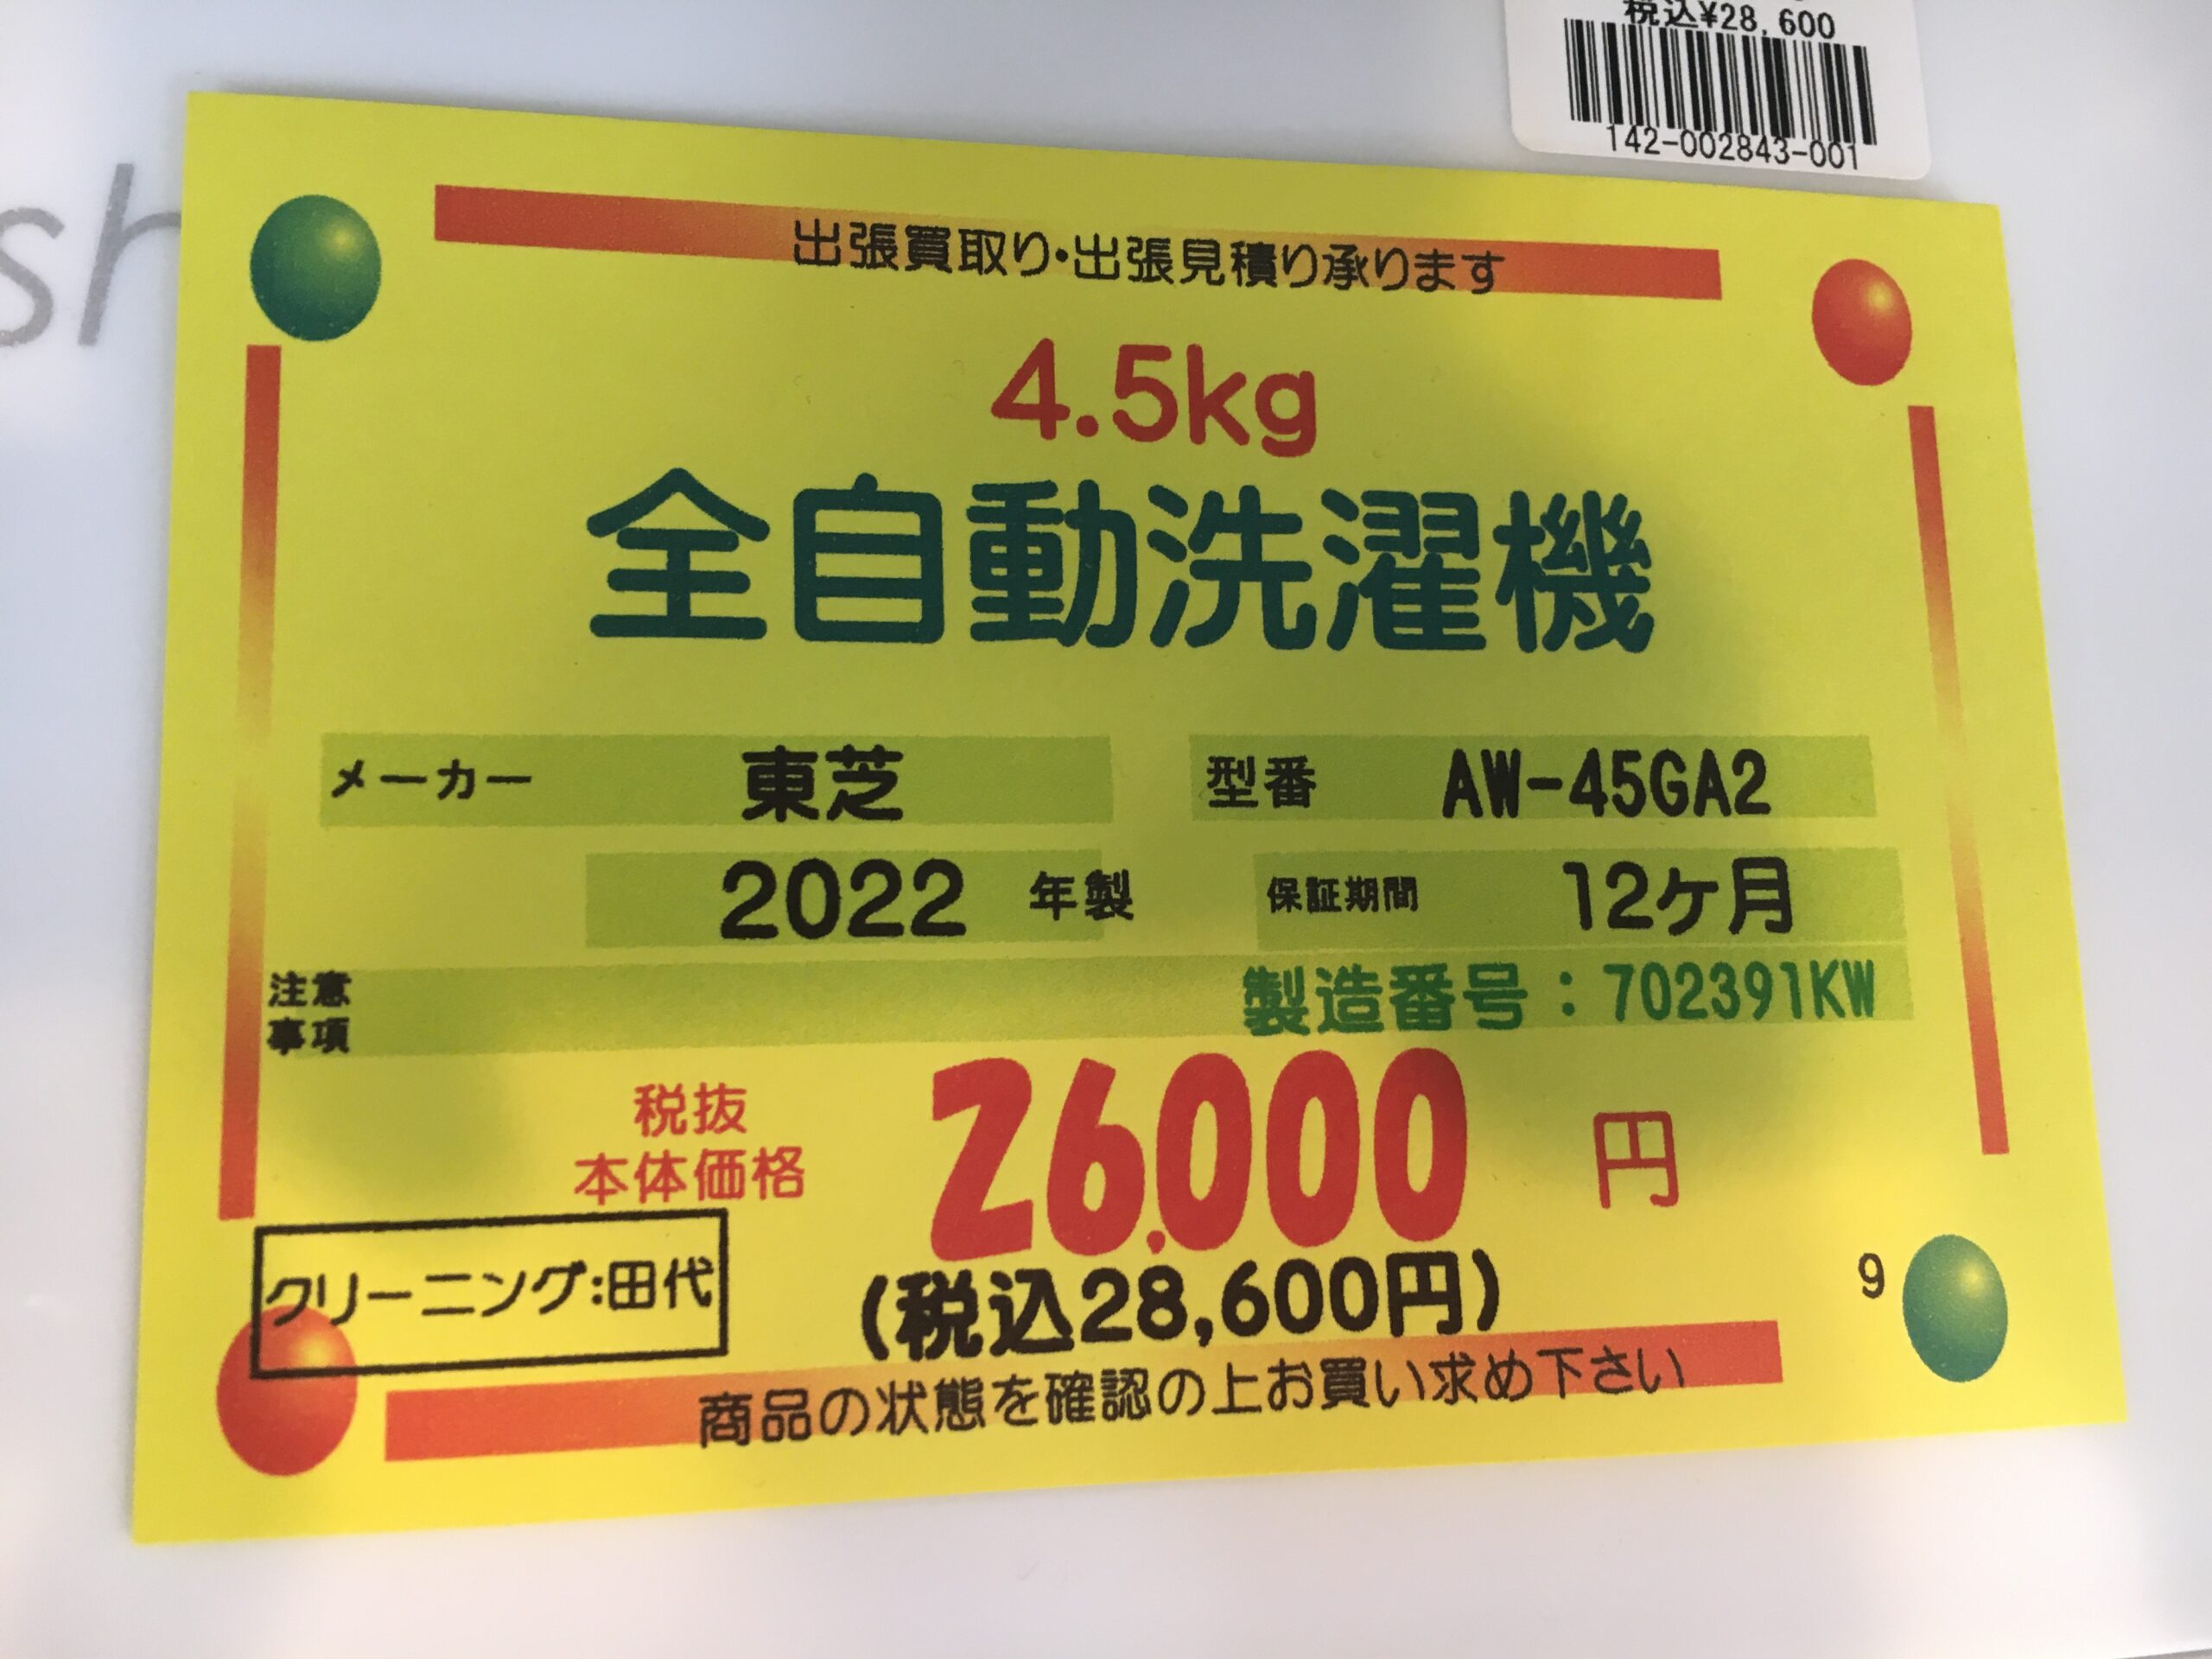 税込¥28,600
142-002843-001
sh
出張買取り・出張見積り承ります
4.5kg
全自動洗濯機
メーカー 東芝 型番 AW-45GA2
2022 年製 保証期間 12ケ月
注意事項 製造番号：702391KW
税抜
本体価格 26,000 円
クリーニング:田代
(税込28,600円)
9
商品の状態を確認の上お買い求め下さい